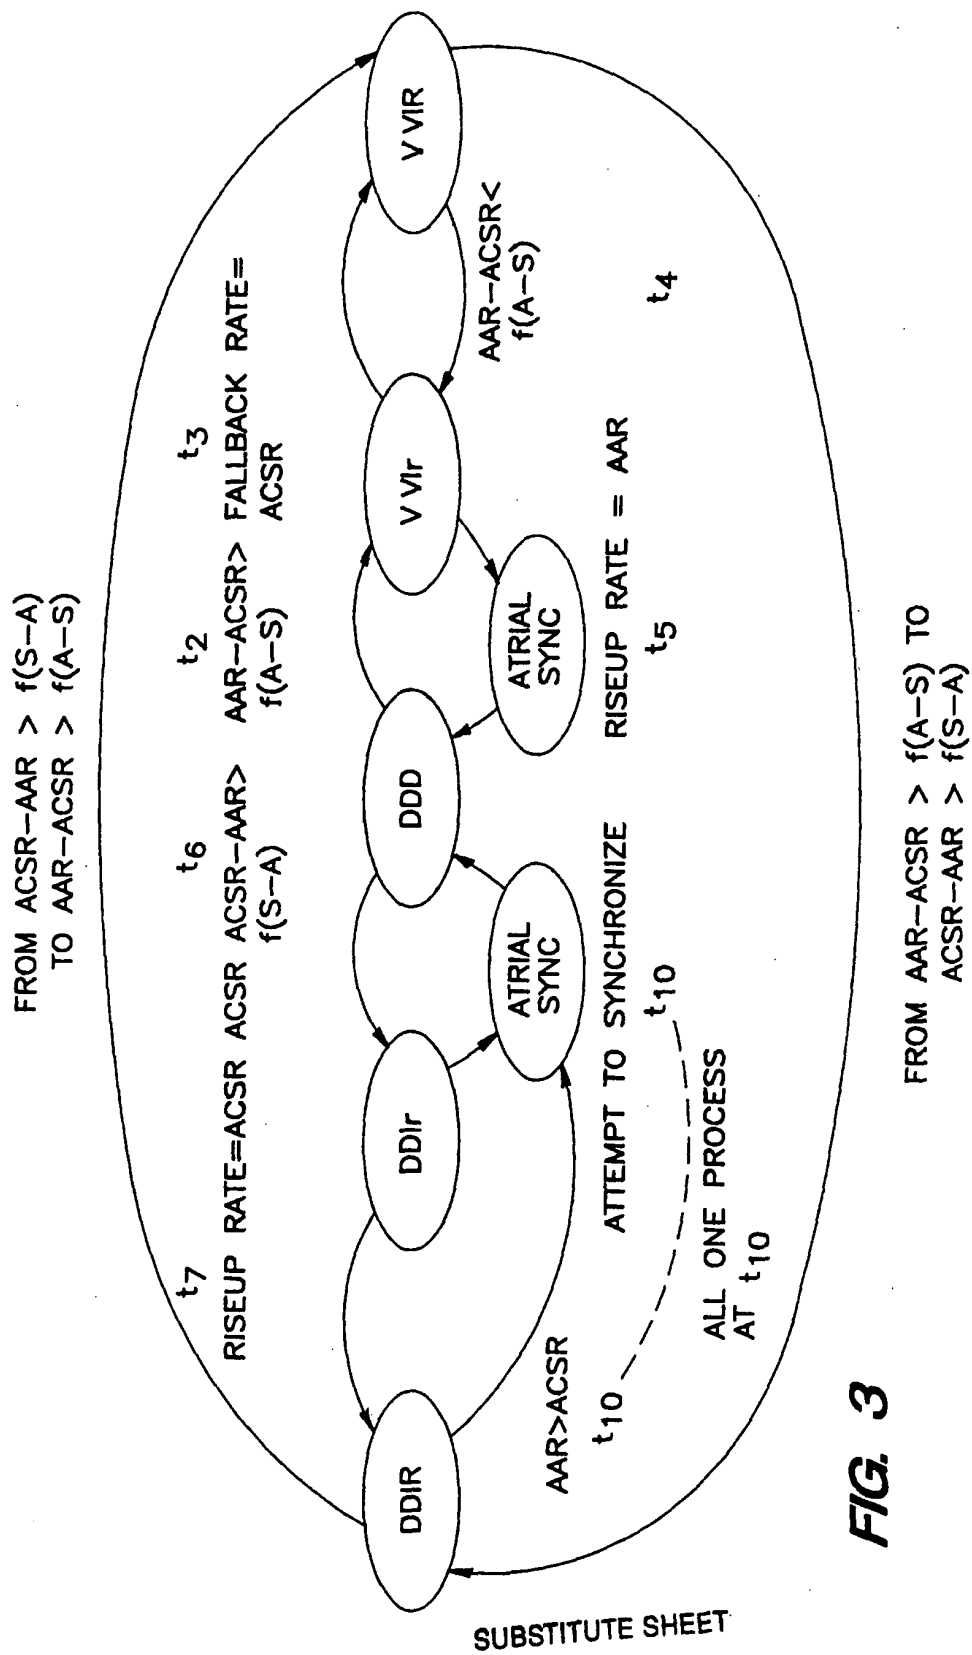 FROM ACSR–AAR > f(S–A)
TO AAR–ACSR > f(A–S)
t7
t6
t2
t3
RISEUP RATE=ACSR ACSR ACSR–AAR> AAR–ACSR> FALLBACK RATE=
f(S–A)
f(A–S)
ACSR
DDIR
DDIr
DDD
V VIr
V VIR
ATRIAL
SYNC
ATRIAL
SYNC
AAR–ACSR<
f(A–S)
AAR>ACSR
ATTEMPT TO SYNCHRONIZE
RISEUP RATE = AAR
t10
t10
t5
t4
ALL ONE PROCESS
AT t10
FROM AAR–ACSR > f(A–S) TO
ACSR–AAR > f(S–A)
FIG. 3
SUBSTITUTE SHEET